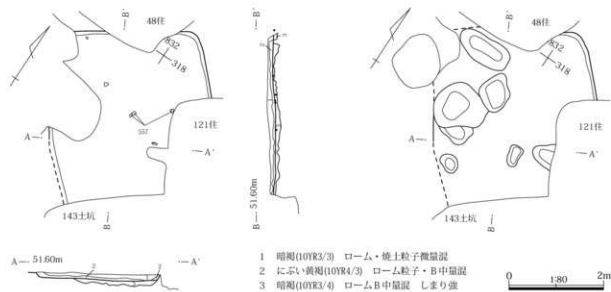 B'
48住
832
318
557
121住
A
A'
143土坑
B
B'
B 51.60m
B'
48住
832
318
121住
A
A'
143土坑
B
A 51.60m A'
1 暗褐(10YR3/3) ローム・焼土粒子微量混
2 にぶい黄褐(10YR4/3) ローム粒子・B中量混
3 暗褐(10YR3/4) ロームB中量混 しまり強
0 1:80 2m